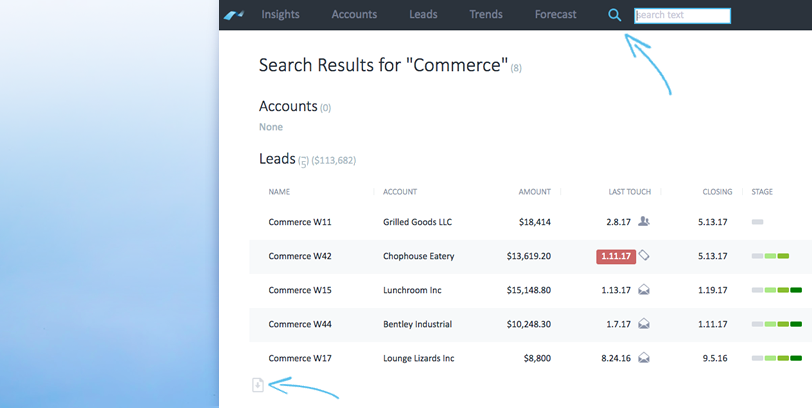 Insights Accounts Leads Trends Forecast search text
Search Results for "Commerce" (8)
Accounts (0)
None
Leads (5) ($113,682)
NAME ACCOUNT AMOUNT LAST TOUCH CLOSING STAGE
Commerce W11 Grilled Goods LLC $18,414 2.8.17 5.13.17
Commerce W42 Chophouse Eatery $13,619.20 1.11.17 5.13.17
Commerce W15 Lunchroom Inc $15,148.80 1.13.17 1.19.17
Commerce W44 Bentley Industrial $10,248.30 1.7.17 1.11.17
Commerce W17 Lounge Lizards Inc $8,800 8.24.16 9.5.16